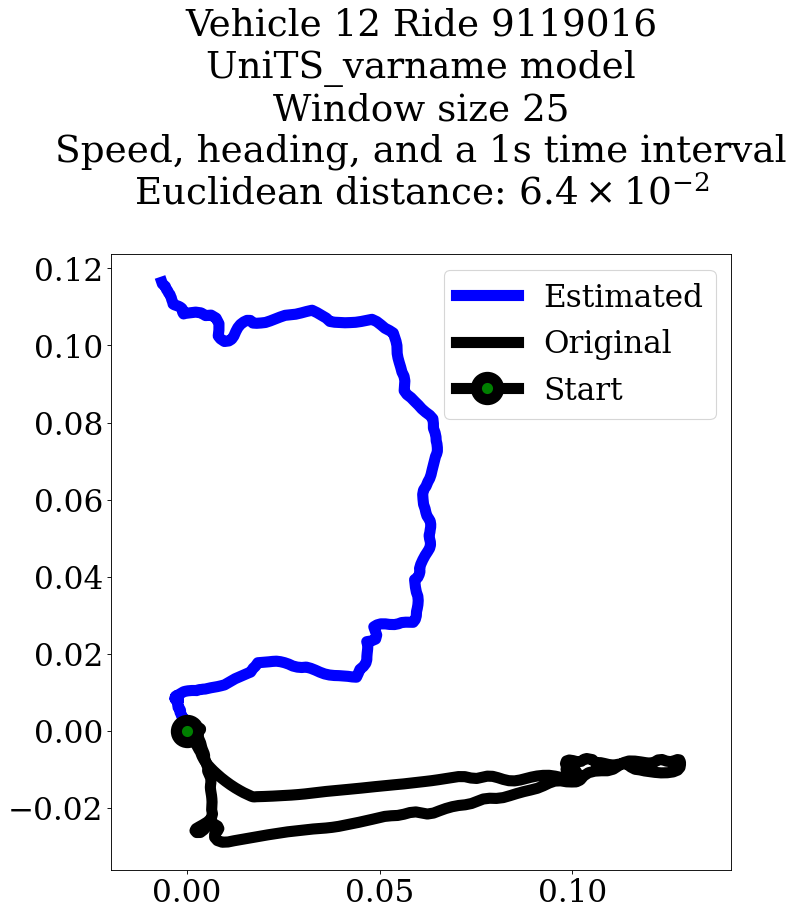 Vehicle 12 Ride 9119016
UniTS_varname model
Window size 25
Speed, heading, and a 1s time interval
Euclidean distance: 6.4 × 10⁻²
Estimated
Original
Start
0.12
0.10
0.08
0.06
0.04
0.02
0.00
−0.02
0.00 0.05 0.10